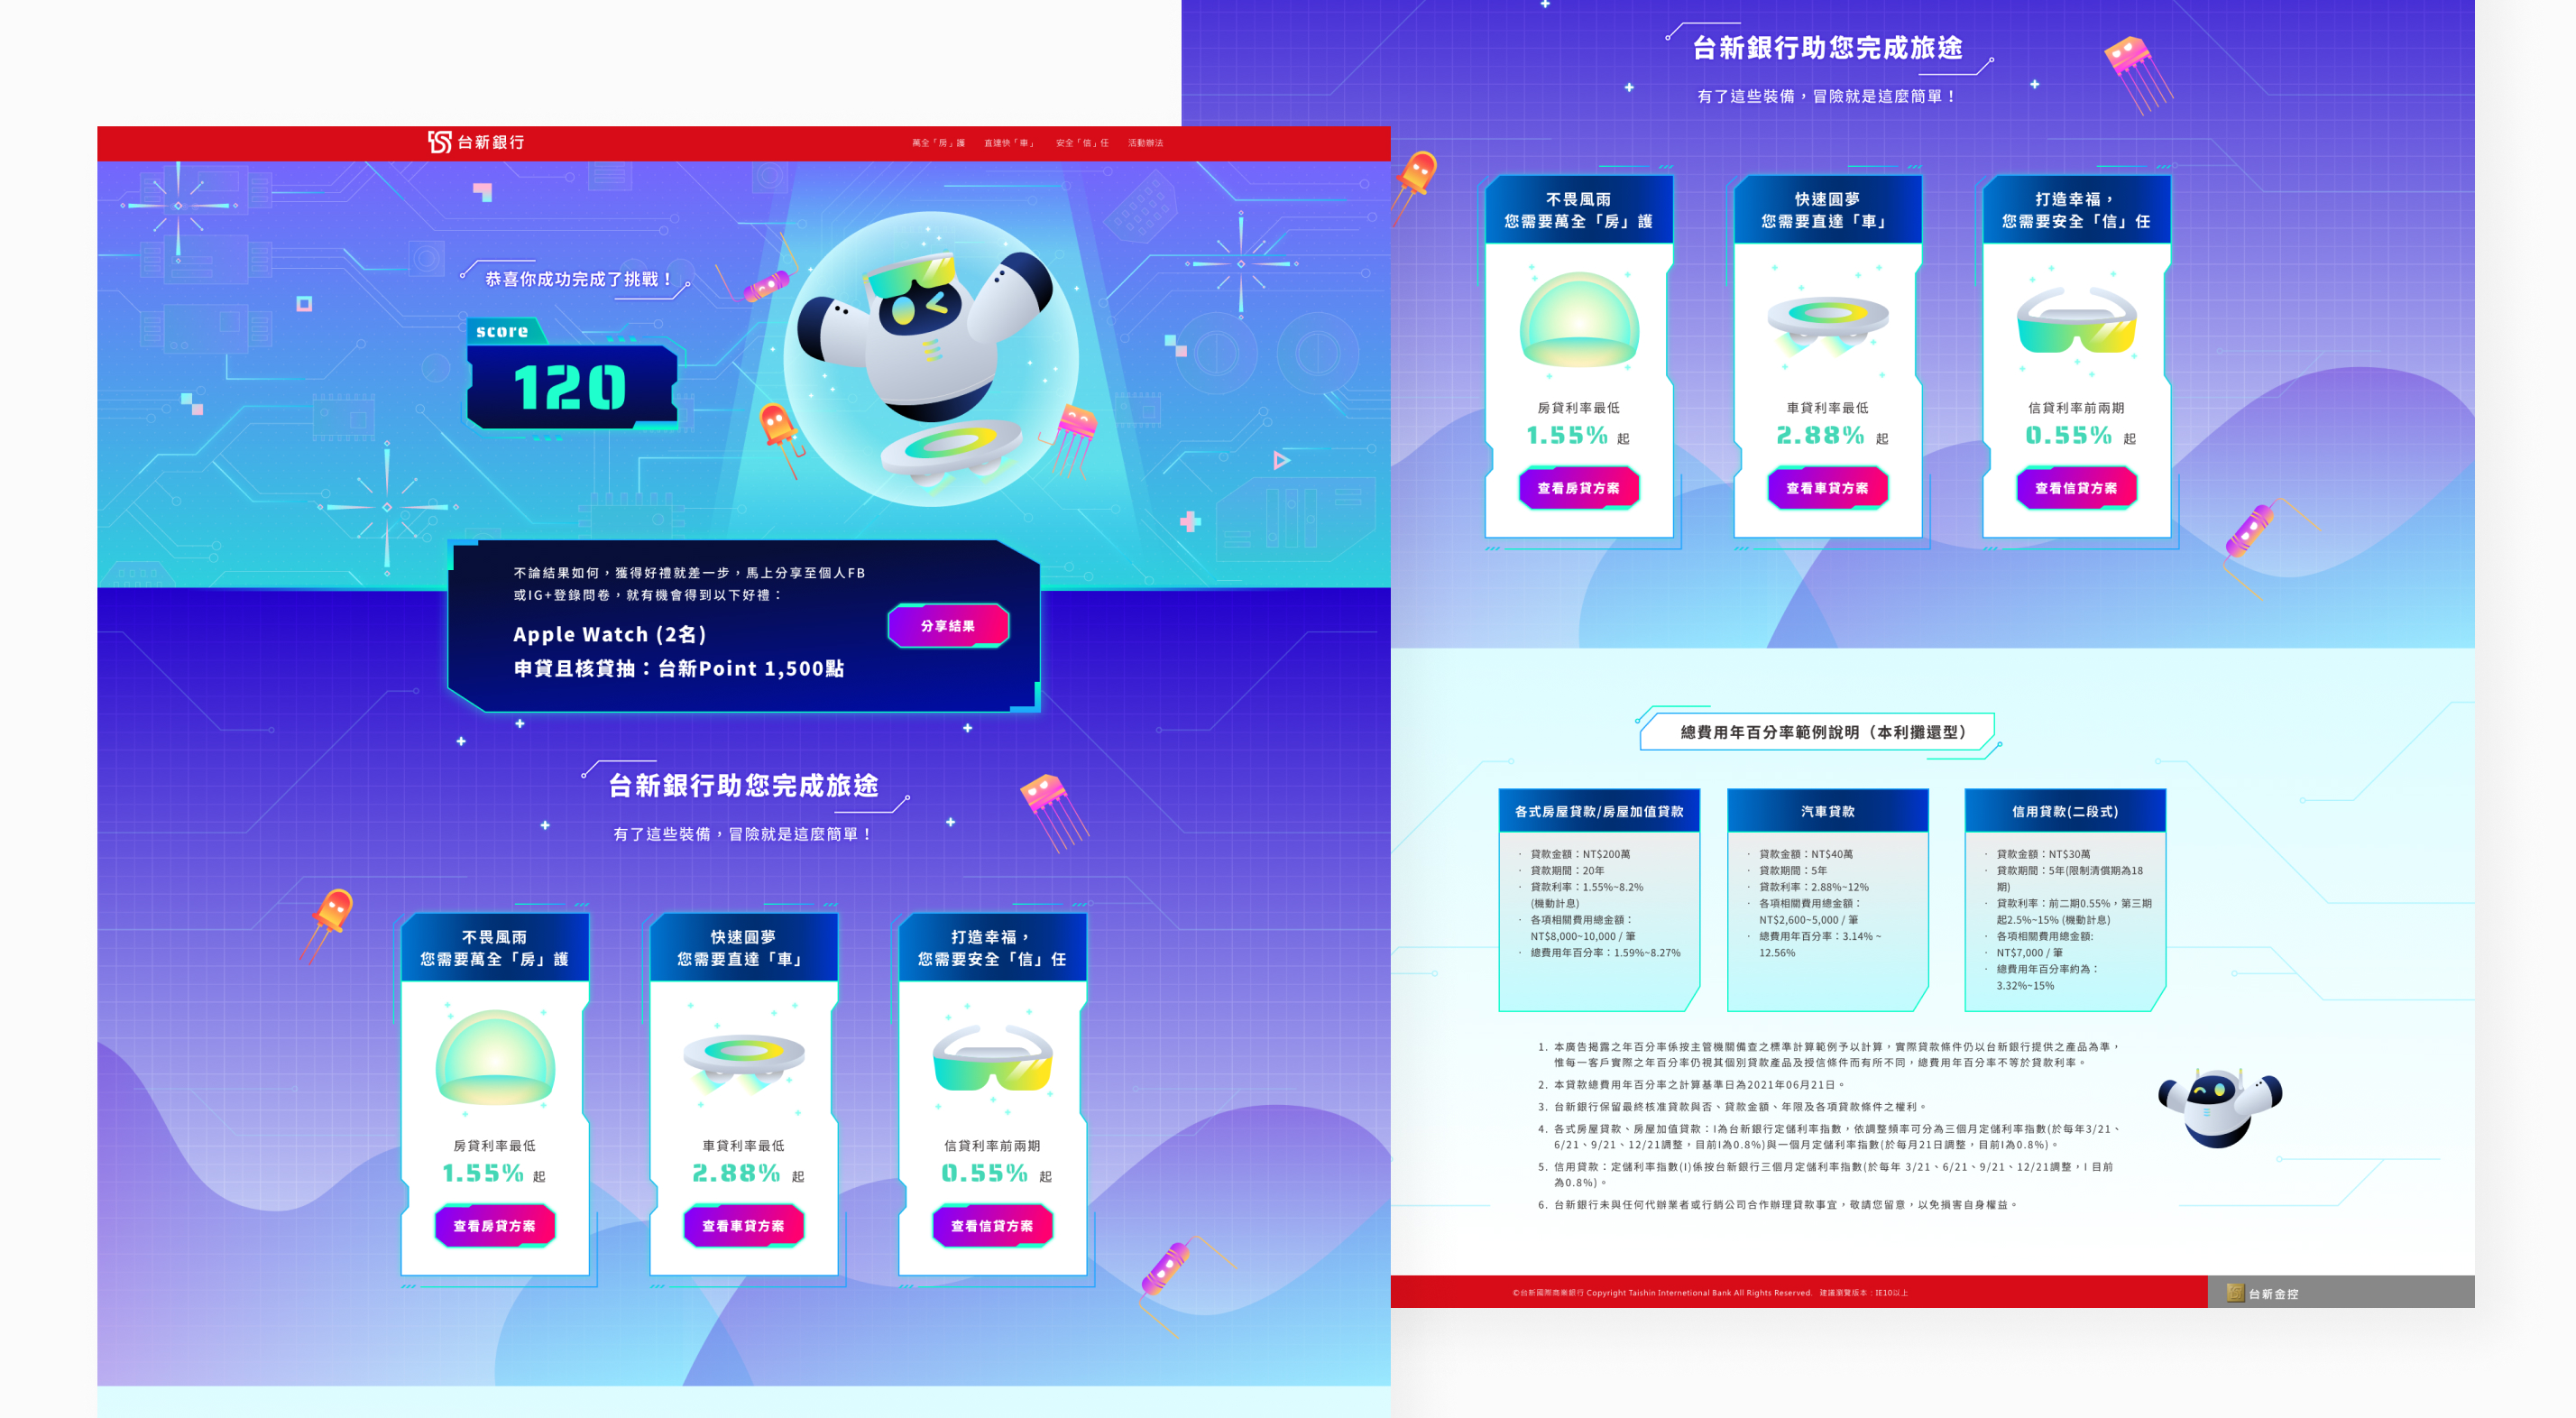 台新銀行
萬全「房」護 直達快「車」 安全「信」任 活動辦法
恭喜你成功完成了挑戰！
score
120
不論結果如何，獲得好禮就差一步，馬上分享至個人FB
或IG+登錄問卷，就有機會得到以下好禮：
Apple Watch (2名)
申貸且核貸抽：台新Point 1,500點
分享結果
台新銀行助您完成旅途
有了這些裝備，冒險就是這麼簡單！
不畏風雨
您需要萬全「房」護
房貸利率最低
1.55% 起
查看房貸方案
快速圓夢
您需要直達「車」
車貸利率最低
2.88% 起
查看車貸方案
打造幸福，
您需要安全「信」任
信貸利率前兩期
0.55% 起
查看信貸方案
台新銀行助您完成旅途
有了這些裝備，冒險就是這麼簡單！
不畏風雨
您需要萬全「房」護
房貸利率最低
1.55% 起
查看房貸方案
快速圓夢
您需要直達「車」
車貸利率最低
2.88% 起
查看車貸方案
打造幸福，
您需要安全「信」任
信貸利率前兩期
0.55% 起
查看信貸方案
總費用年百分率範例說明（本利攤還型）
各式房屋貸款/房屋加值貸款
· 貸款金額：NT$200萬
· 貸款期間：20年
· 貸款利率：1.55%~8.2%
(機動計息)
· 各項相關費用總金額：
NT$8,000~10,000 / 筆
· 總費用年百分率：1.59%~8.27%
汽車貸款
· 貸款金額：NT$40萬
· 貸款期間：5年
· 貸款利率：2.88%~12%
· 各項相關費用總金額：
NT$2,600~5,000 / 筆
· 總費用年百分率：3.14% ~
12.56%
信用貸款(二段式)
· 貸款金額：NT$30萬
· 貸款期間：5年(限制清償期為18
期)
· 貸款利率：前二期0.55%，第三期
起2.5%~15% (機動計息)
· 各項相關費用總金額:
· NT$7,000 / 筆
· 總費用年百分率約為：
3.32%~15%
1. 本廣告揭露之年百分率係按主管機關備查之標準計算範例予以計算，實際貸款條件仍以台新銀行提供之產品為準，
惟每一客戶實際之年百分率仍視其個別貸款產品及授信條件而有所不同，總費用年百分率不等於貸款利率。
2. 本貸款總費用年百分率之計算基準日為2021年06月21日。
3. 台新銀行保留最終核准貸款與否、貸款金額、年限及各項貸款條件之權利。
4. 各式房屋貸款、房屋加值貸款：I為台新銀行定儲利率指數，依調整頻率可分為三個月定儲利率指數(於每年3/21、
6/21、9/21、12/21調整，目前I為0.8%)與一個月定儲利率指數(於每月21日調整，目前I為0.8%)。
5. 信用貸款：定儲利率指數(I)係按台新銀行三個月定儲利率指數(於每年 3/21、6/21、9/21、12/21調整，I 目前
為0.8%)。
6. 台新銀行未與任何代辦業者或行銷公司合作辦理貸款事宜，敬請您留意，以免損害自身權益。
©台新國際商業銀行 Copyright Taishin Internetional Bank All Rights Reserved. 建議瀏覽版本：IE10以上
台新金控